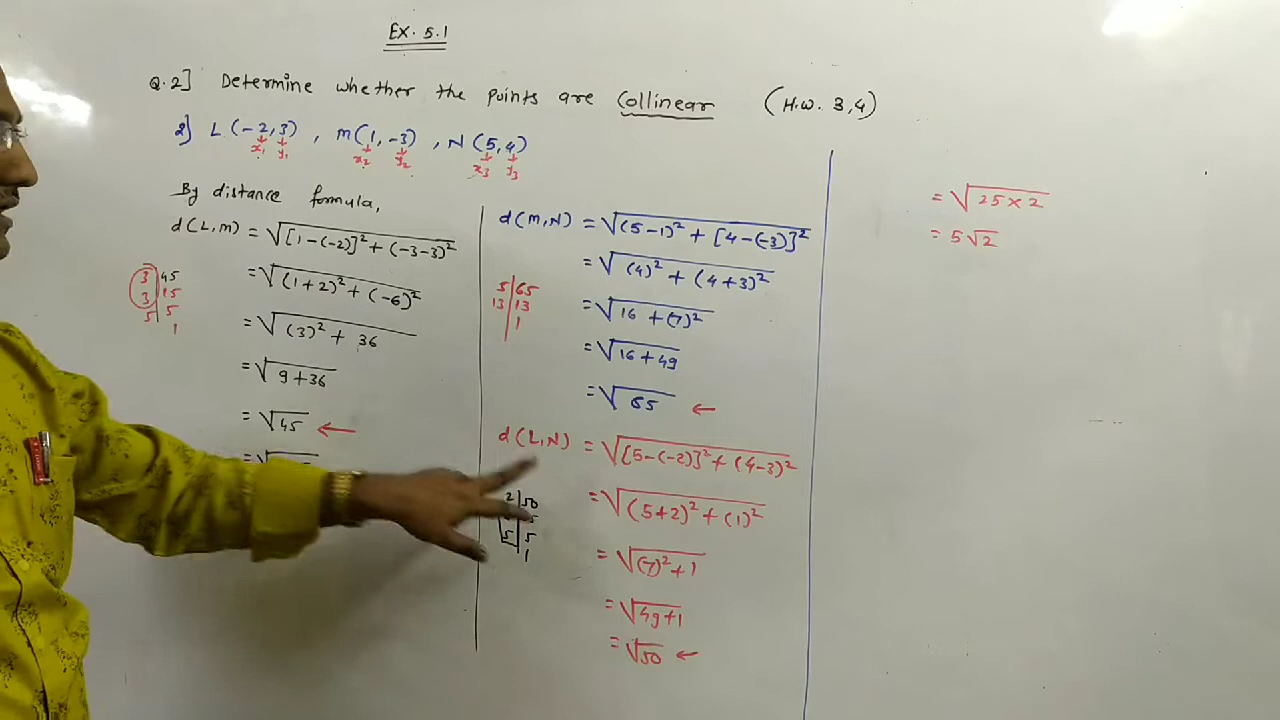 EX. 5.1
Q.2] Determine whether the points are Collinear (H.W. 3,4)
2] L (-2,3) , M(1,-3) , N (5,4)
x₁ y₁ x₂ y₂ x₃ y₃
By distance formula,
d(L,M) = √[1-(-2)]² + (-3-3)²
= √(1+2)² + (-6)²
= √(3)² + 36
= √9+36
= √45 ←
= √
3 | 45
3 | 15
5 | 5
1
d(M,N) = √(5-1)² + [4-(-3)]²
= √(4)² + (4+3)²
= √16 + (7)²
= √16+49
= √65 ←
5 | 65
13 | 13
1
d(L,N) = √[5-(-2)]² + (4-3)²
= √(5+2)² + (1)²
= √(7)² + 1
= √49+1
= √50 ←
2 | 50
5
5 | 5
1
= √25×2
= 5√2